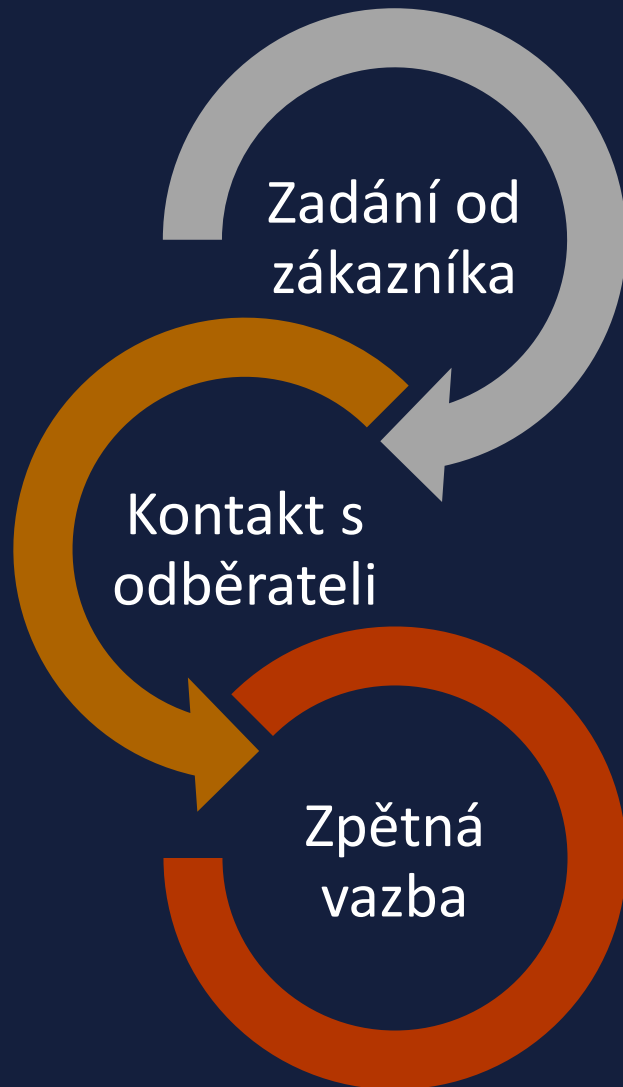 Zadání od
zákazníka
Kontakt s
odběrateli
Zpětná
vazba